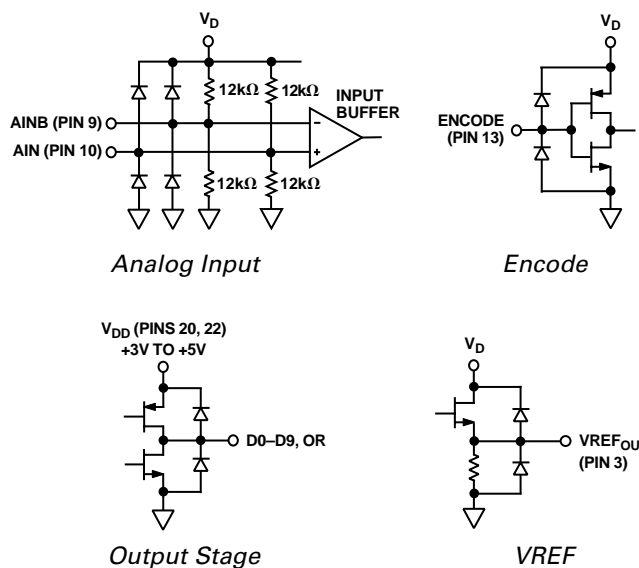 VD
12kΩ 12kΩ
INPUT
BUFFER
AINB (PIN 9)
–
AIN (PIN 10)
+
12kΩ 12kΩ
Analog Input
VD
ENCODE
(PIN 13)
Encode
VDD (PINS 20, 22)
+3V TO +5V
D0–D9, OR
Output Stage
VD
VREFOU
(PIN 3)
VREF